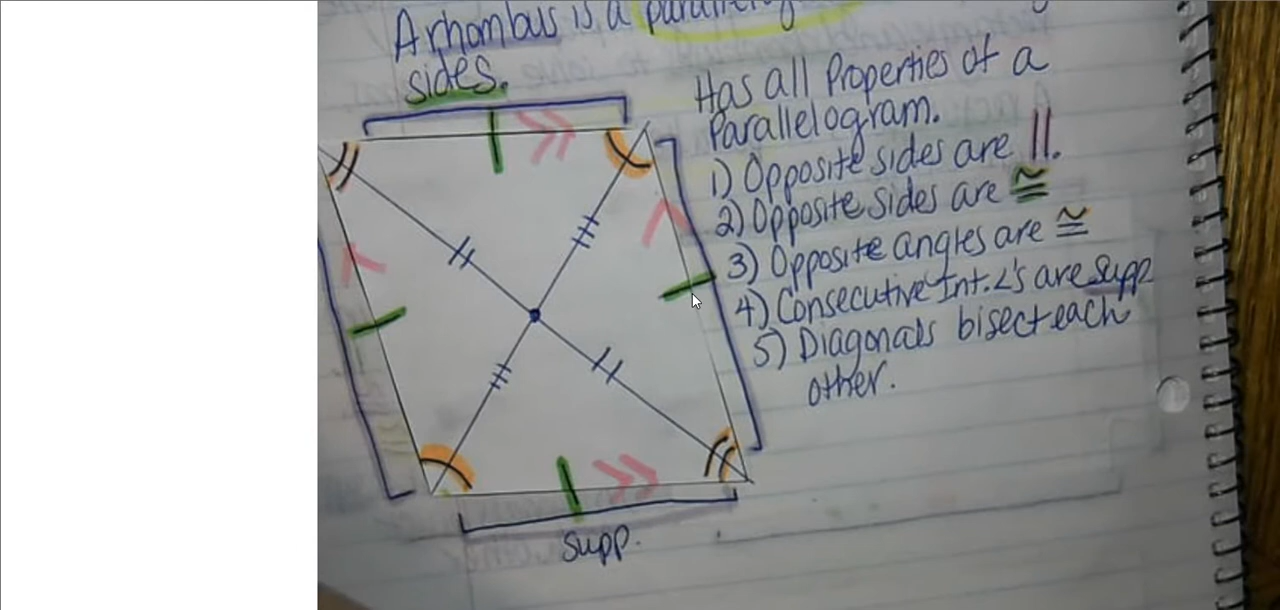 A rhombus is a
sides.
Has all Properties of a
Parallelogram.
1) Opposite sides are ||.
2) Opposite sides are ≅
3) Opposite angles are ≅
4) Consecutive Int. ∠'s are supp
5) Diagonals bisect each
other.
supp.